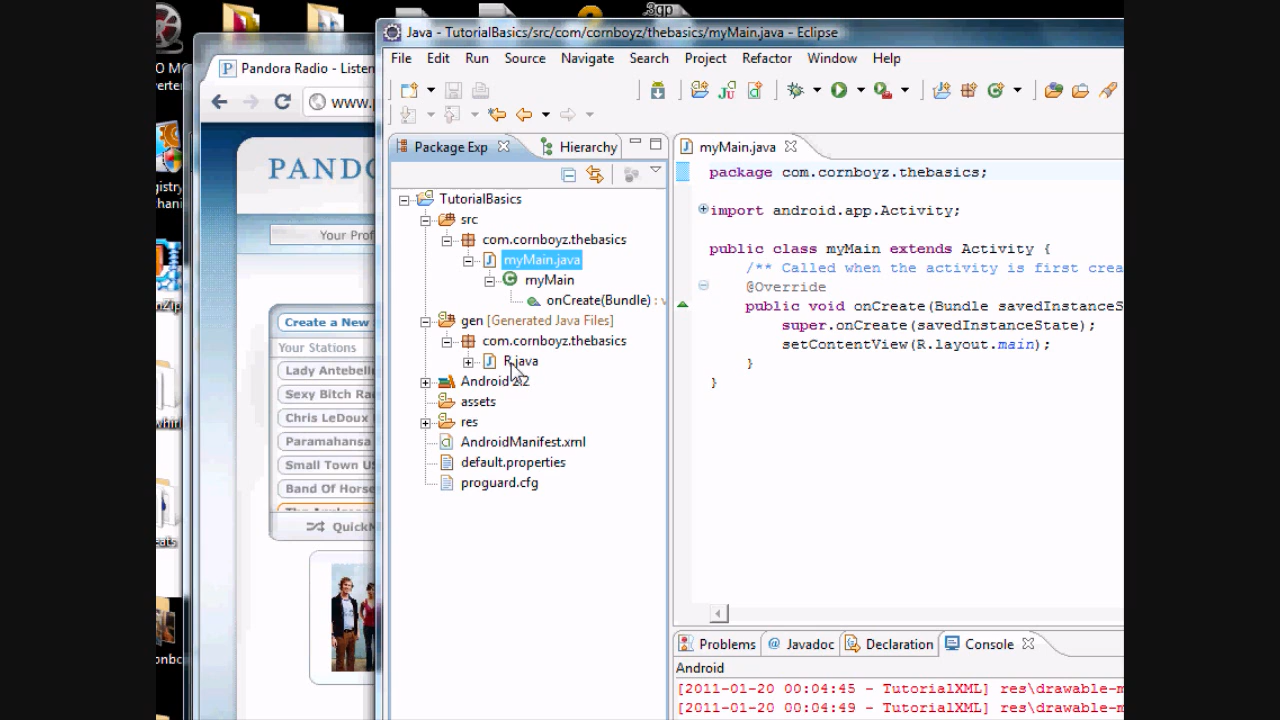 .3gp
Java - TutorialBasics/src/com/cornboyz/thebasics/myMain.java - Eclipse
File Edit Run Source Navigate Search Project Refactor Window Help
Pandora Radio - Listen
www.
Package Exp Hierarchy
myMain.java
TutorialBasics
src
com.cornboyz.thebasics
myMain.java
myMain
onCreate(Bundle) : v
gen [Generated Java Files]
com.cornboyz.thebasics
R.java
Android 2.2
assets
res
AndroidManifest.xml
default.properties
proguard.cfg
package com.cornboyz.thebasics;
import android.app.Activity;
public class myMain extends Activity {
/** Called when the activity is first crea
@Override
public void onCreate(Bundle savedInstanceS
super.onCreate(savedInstanceState);
setContentView(R.layout.main);
}
}
PANDO
Your Prof
Create a New
Your Stations
Lady Antebell
Sexy Bitch Ra
Chris LeDoux
Paramahansa
Small Town US
Band Of Horse
QuickM
Problems Javadoc Declaration Console
Android
[2011-01-20 00:04:45 - TutorialXML] res\drawable-m
[2011-01-20 00:04:49 - TutorialXML] res\drawable-m